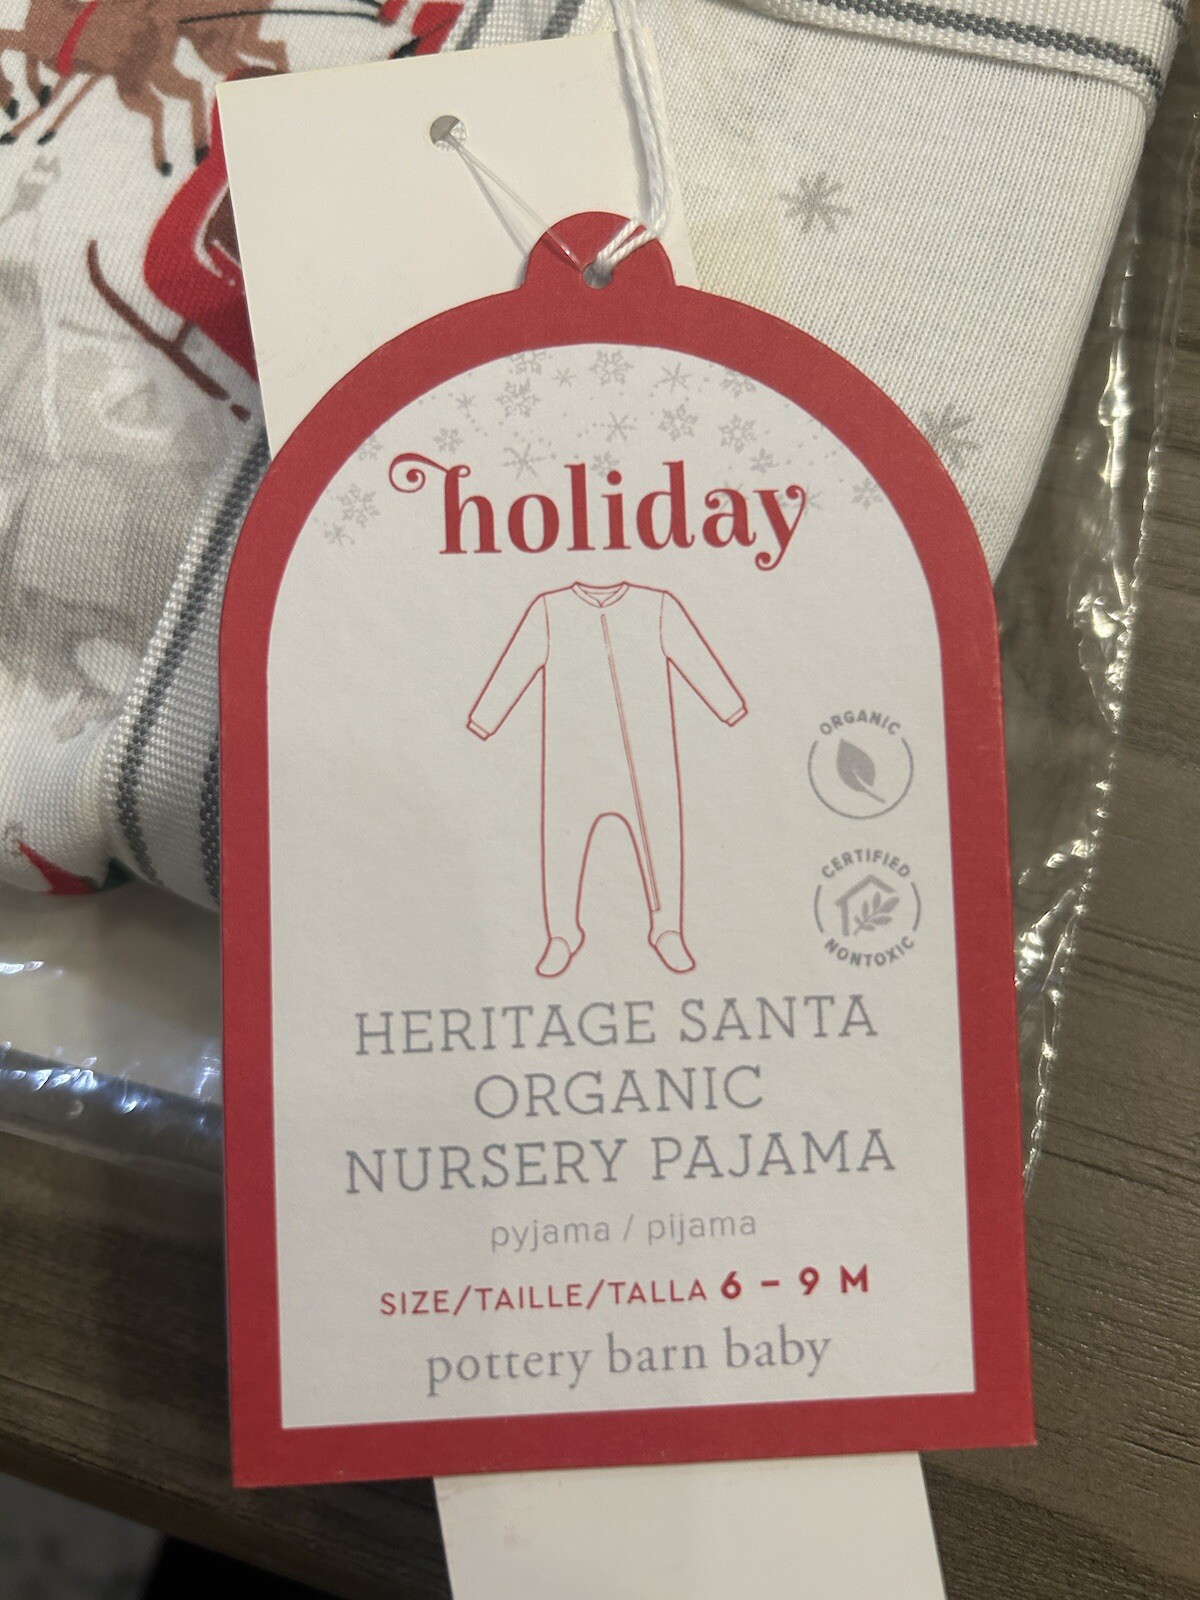 holiday
ORGANIC
CERTIFIED
NONTOXIC
HERITAGE SANTA
ORGANIC
NURSERY PAJAMA
pyjama / pijama
SIZE/TAILLE/TALLA 6 – 9 M
pottery barn baby